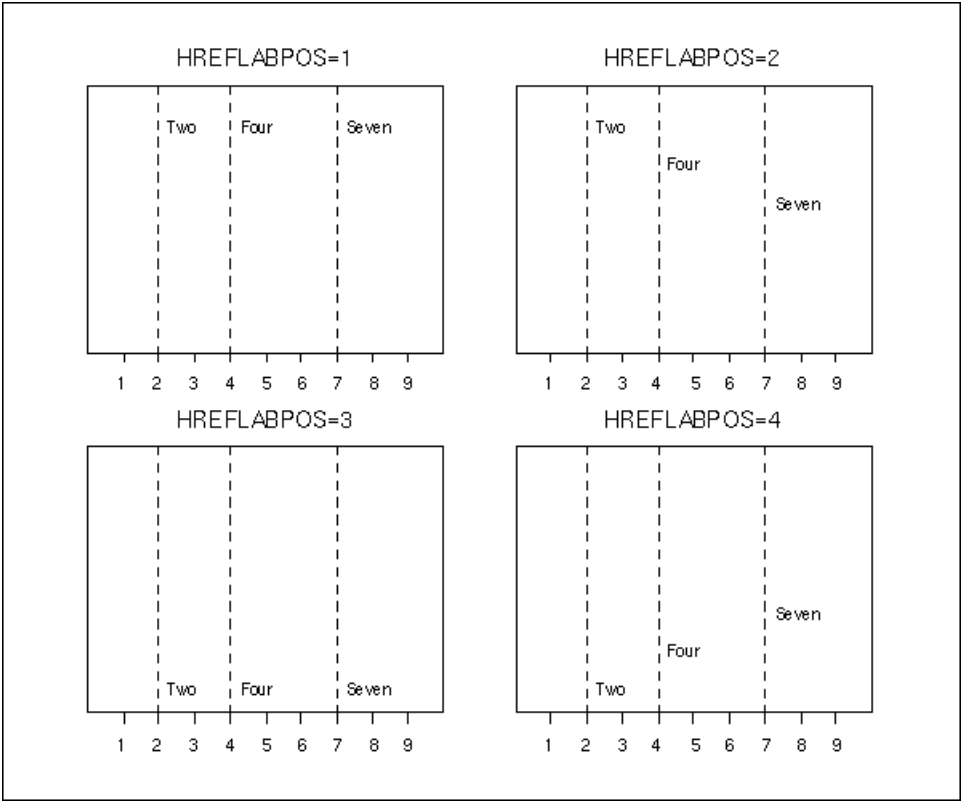 HREFLABPOS=1
Two Four Seven
1 2 3 4 5 6 7 8 9
HREFLABPOS=2
Two
Four
Seven
1 2 3 4 5 6 7 8 9
HREFLABPOS=3
Two Four Seven
1 2 3 4 5 6 7 8 9
HREFLABPOS=4
Seven
Four
Two
1 2 3 4 5 6 7 8 9